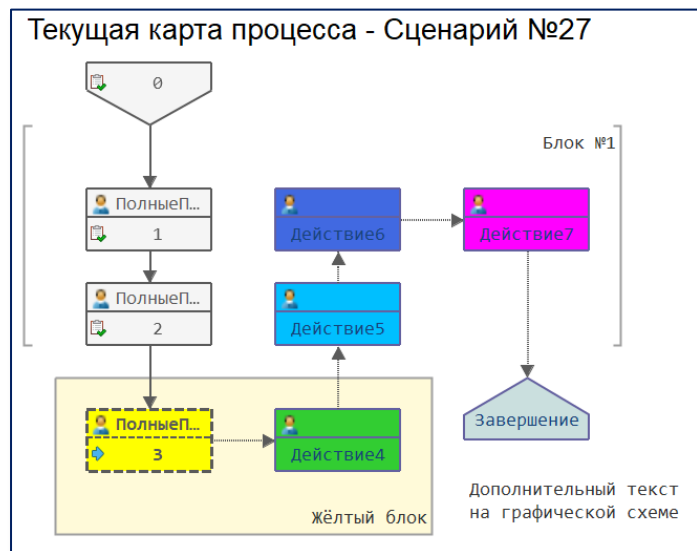 Текущая карта процесса - Сценарий №27
0
Блок №1
ПолныеП...
1
Действие6
Действие7
ПолныеП...
2
Действие5
ПолныеП...
3
Действие4
Завершение
Жёлтый блок
Дополнительный текст
на графической схеме